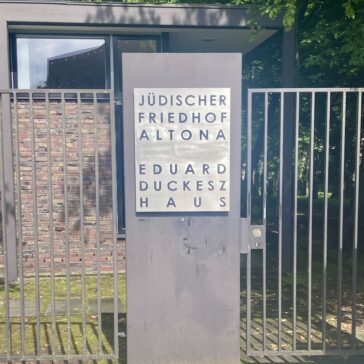 JÜDISCHER
FRIEDHOF
ALTONA
EDUARD
DUCKESZ
HAUS